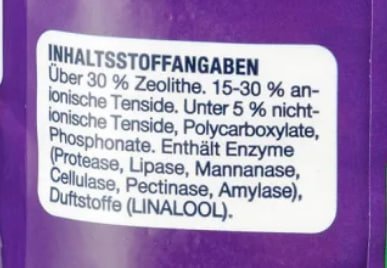 INHALTSSTOFFANGABEN
Über 30 % Zeolithe. 15-30 % an-
ionische Tenside. Unter 5 % nicht-
ionische Tenside, Polycarboxylate,
Phosphonate. Enthält Enzyme
(Protease, Lipase, Mannanase,
Cellulase, Pectinase, Amylase),
Duftstoffe (LINALOOL).